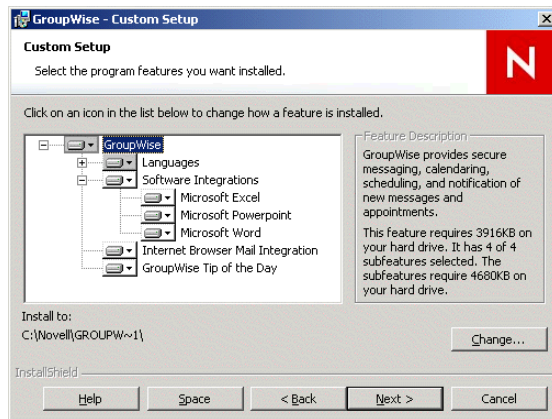 GroupWise - Custom Setup
Custom Setup
Select the program features you want installed.
N
Click on an icon in the list below to change how a feature is installed.
GroupWise
Languages
Software Integrations
Microsoft Excel
Microsoft Powerpoint
Microsoft Word
Internet Browser Mail Integration
GroupWise Tip of the Day
Feature Description
GroupWise provides secure
messaging, calendaring,
scheduling, and notification of
new messages and
appointments.
This feature requires 3916KB on
your hard drive. It has 4 of 4
subfeatures selected. The
subfeatures require 4680KB on
your hard drive.
Install to:
C:\Novell\GROUPW~1\
Change...
InstallShield
Help
Space
< Back
Next >
Cancel